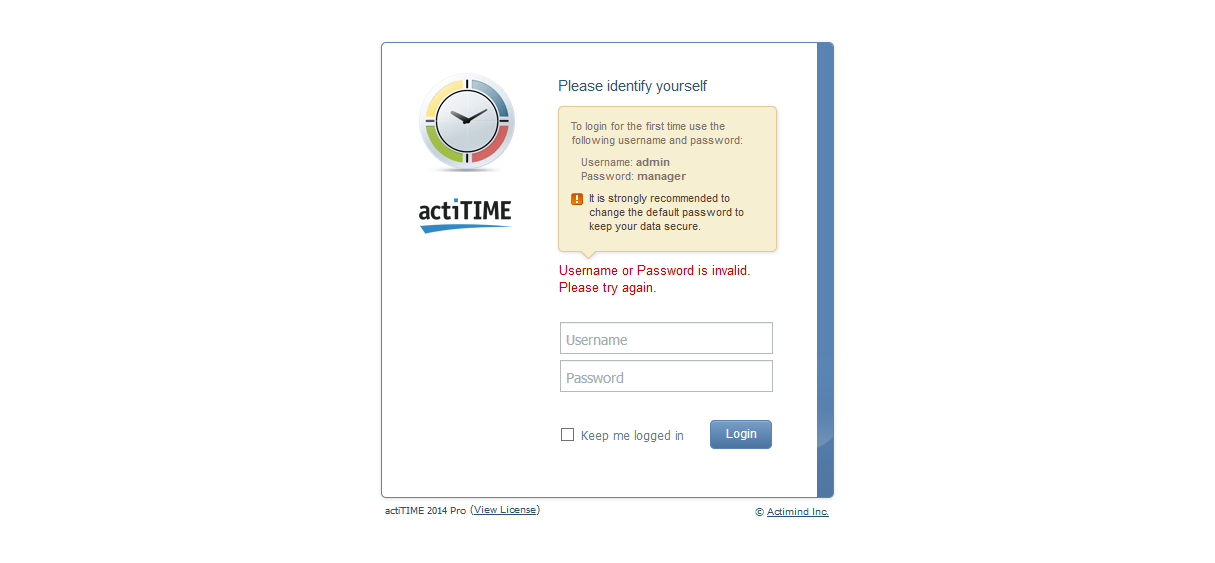 Please identify yourself
To login for the first time use the
following username and password:
Username: admin
Password: manager
It is strongly recommended to
change the default password to
keep your data secure.
actiTIME
Username or Password is invalid.
Please try again.
Username
Password
Keep me logged in
Login
actiTIME 2014 Pro (View License)
© Actimind Inc.